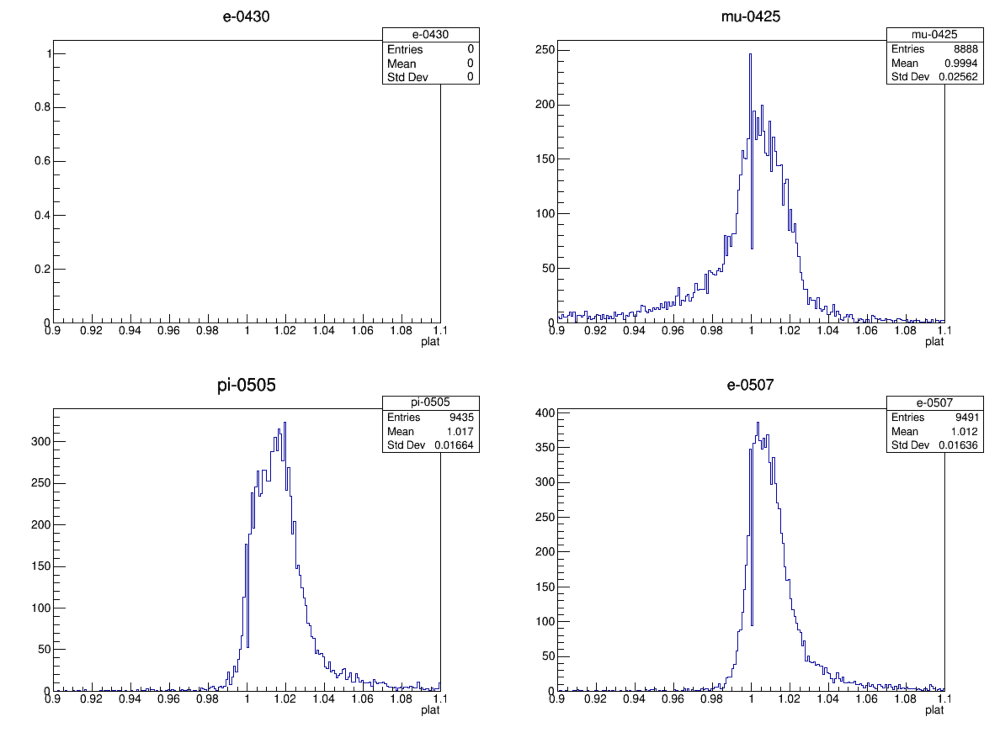 e-0430
e-0430
Entries 0
Mean 0
Std Dev 0
1
0.8
0.6
0.4
0.2
0
0.9 0.92 0.94 0.96 0.98 1 1.02 1.04 1.06 1.08 1.1
plat
mu-0425
mu-0425
Entries 8888
Mean 0.9994
Std Dev 0.02562
250
200
150
100
50
0
0.9 0.92 0.94 0.96 0.98 1 1.02 1.04 1.06 1.08 1.1
plat
pi-0505
pi-0505
Entries 9435
Mean 1.017
Std Dev 0.01664
300
250
200
150
100
50
0
0.9 0.92 0.94 0.96 0.98 1 1.02 1.04 1.06 1.08 1.1
plat
e-0507
e-0507
Entries 9491
Mean 1.012
Std Dev 0.01636
400
350
300
250
200
150
100
50
0
0.9 0.92 0.94 0.96 0.98 1 1.02 1.04 1.06 1.08 1.1
plat